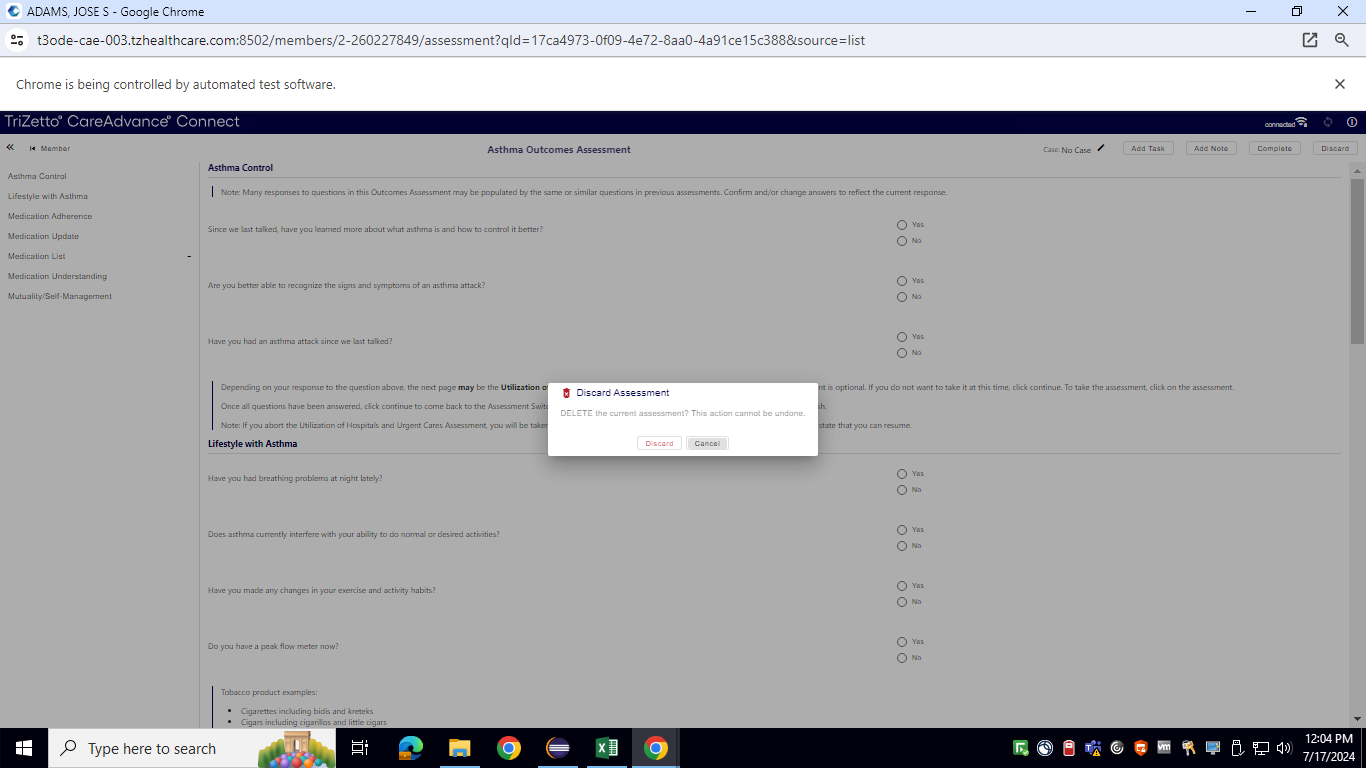 ADAMS, JOSE S - Google Chrome
t3ode-cae-003.tzhealthcare.com:8502/members/2-260227849/assessment?qId=17ca4973-0f09-4e72-8aa0-4a91ce15c388&source=list
Chrome is being controlled by automated test software.
TriZetto® CareAdvance® Connect
connected
Member
Asthma Outcomes Assessment
Case: No Case
Add Task
Add Note
Complete
Discard
Asthma Control
Lifestyle with Asthma
Medication Adherence
Medication Update
Medication List
Medication Understanding
Mutuality/Self-Management
Asthma Control
Note: Many responses to questions in this Outcomes Assessment may be populated by the same or similar questions in previous assessments. Confirm and/or change answers to reflect the current response.
Since we last talked, have you learned more about what asthma is and how to control it better?
Yes
No
Are you better able to recognize the signs and symptoms of an asthma attack?
Yes
No
Have you had an asthma attack since we last talked?
Yes
No
Depending on your response to the question above, the next page may be the Utilization o
nt is optional. If you do not want to take it at this time, click continue. To take the assessment, click on the assessment.
Once all questions have been answered, click continue to come back to the Assessment Switc
sh.
Note: If you abort the Utilization of Hospitals and Urgent Cares Assessment, you will be taken
state that you can resume.
Discard Assessment
DELETE the current assessment? This action cannot be undone.
Discard
Cancel
Lifestyle with Asthma
Have you had breathing problems at night lately?
Yes
No
Does asthma currently interfere with your ability to do normal or desired activities?
Yes
No
Have you made any changes in your exercise and activity habits?
Yes
No
Do you have a peak flow meter now?
Yes
No
Tobacco product examples:
• Cigarettes including bidis and kreteks
• Cigars including cigarillos and little cigars
Type here to search
12:04 PM
7/17/2024